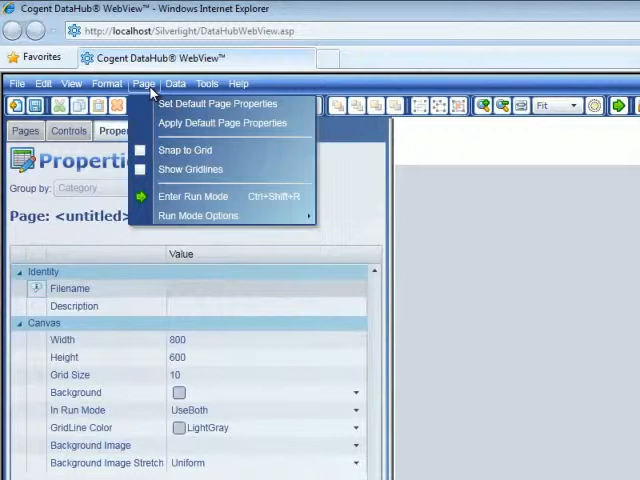 Cogent DataHub® WebView™ - Windows Internet Explorer
http://localhost/Silverlight/DataHubWebView.asp
Favorites
Cogent DataHub® WebView™
File Edit View Format Page Data Tools Help
Fit
Set Default Page Properties
Apply Default Page Properties
Snap to Grid
Show Gridlines
Enter Run Mode Ctrl+Shift+R
Run Mode Options
Pages Controls Proper
Properti
Group by: Category
Page: <untitled>
Value
Identity
Filename
Description
Canvas
Width 800
Height 600
Grid Size 10
Background
In Run Mode UseBoth
GridLine Color LightGray
Background Image
Background Image Stretch Uniform